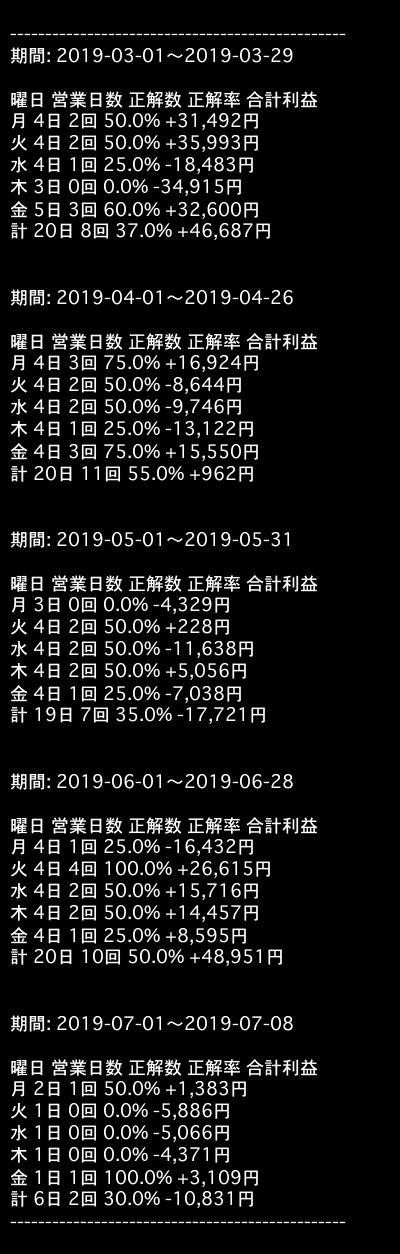 ------------------------------------------------
期間: 2019-03-01〜2019-03-29
曜日 営業日数 正解数 正解率 合計利益
月 4日 2回 50.0% +31,492円
火 4日 2回 50.0% +35,993円
水 4日 1回 25.0% -18,483円
木 3日 0回 0.0% -34,915円
金 5日 3回 60.0% +32,600円
計 20日 8回 37.0% +46,687円
期間: 2019-04-01〜2019-04-26
曜日 営業日数 正解数 正解率 合計利益
月 4日 3回 75.0% +16,924円
火 4日 2回 50.0% -8,644円
水 4日 2回 50.0% -9,746円
木 4日 1回 25.0% -13,122円
金 4日 3回 75.0% +15,550円
計 20日 11回 55.0% +962円
期間: 2019-05-01〜2019-05-31
曜日 営業日数 正解数 正解率 合計利益
月 3日 0回 0.0% -4,329円
火 4日 2回 50.0% +228円
水 4日 2回 50.0% -11,638円
木 4日 2回 50.0% +5,056円
金 4日 1回 25.0% -7,038円
計 19日 7回 35.0% -17,721円
期間: 2019-06-01〜2019-06-28
曜日 営業日数 正解数 正解率 合計利益
月 4日 1回 25.0% -16,432円
火 4日 4回 100.0% +26,615円
水 4日 2回 50.0% +15,716円
木 4日 2回 50.0% +14,457円
金 4日 1回 25.0% +8,595円
計 20日 10回 50.0% +48,951円
期間: 2019-07-01〜2019-07-08
曜日 営業日数 正解数 正解率 合計利益
月 2日 1回 50.0% +1,383円
火 1日 0回 0.0% -5,886円
水 1日 0回 0.0% -5,066円
木 1日 0回 0.0% -4,371円
金 1日 1回 100.0% +3,109円
計 6日 2回 30.0% -10,831円
------------------------------------------------